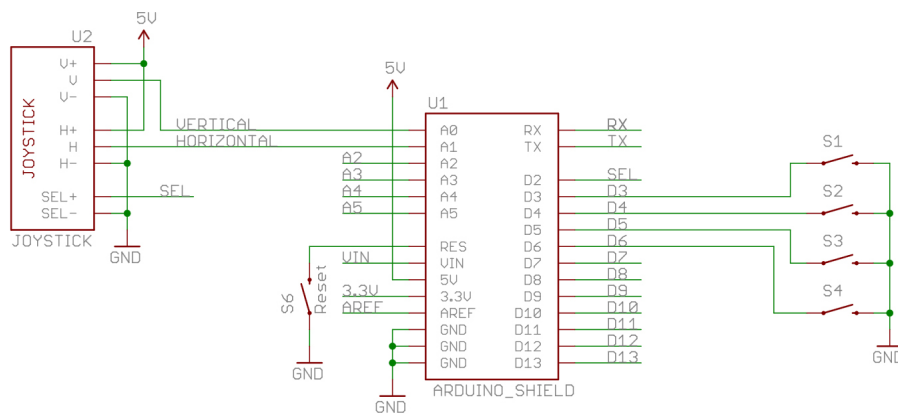 5V
U2
V+
V
V-
H+
H
H-
SEL+
SEL-
JOYSTICK
JOYSTICK
GND
VERTICAL
HORIZONTAL
SEL
5V
U1
A2
A3
A4
A5
VIN
3.3V
AREF
S6
Reset
GND
GND
A0
A1
A2
A3
A4
A5
RES
VIN
5V
3.3V
AREF
GND
GND
GND
RX
TX
D2
D3
D4
D5
D6
D7
D8
D9
D10
D11
D12
D13
ARDUINO_SHIELD
RX
TX
SEL
D3
D4
D5
D6
D7
D8
D9
D10
D11
D12
D13
S1
S2
S3
S4
GND